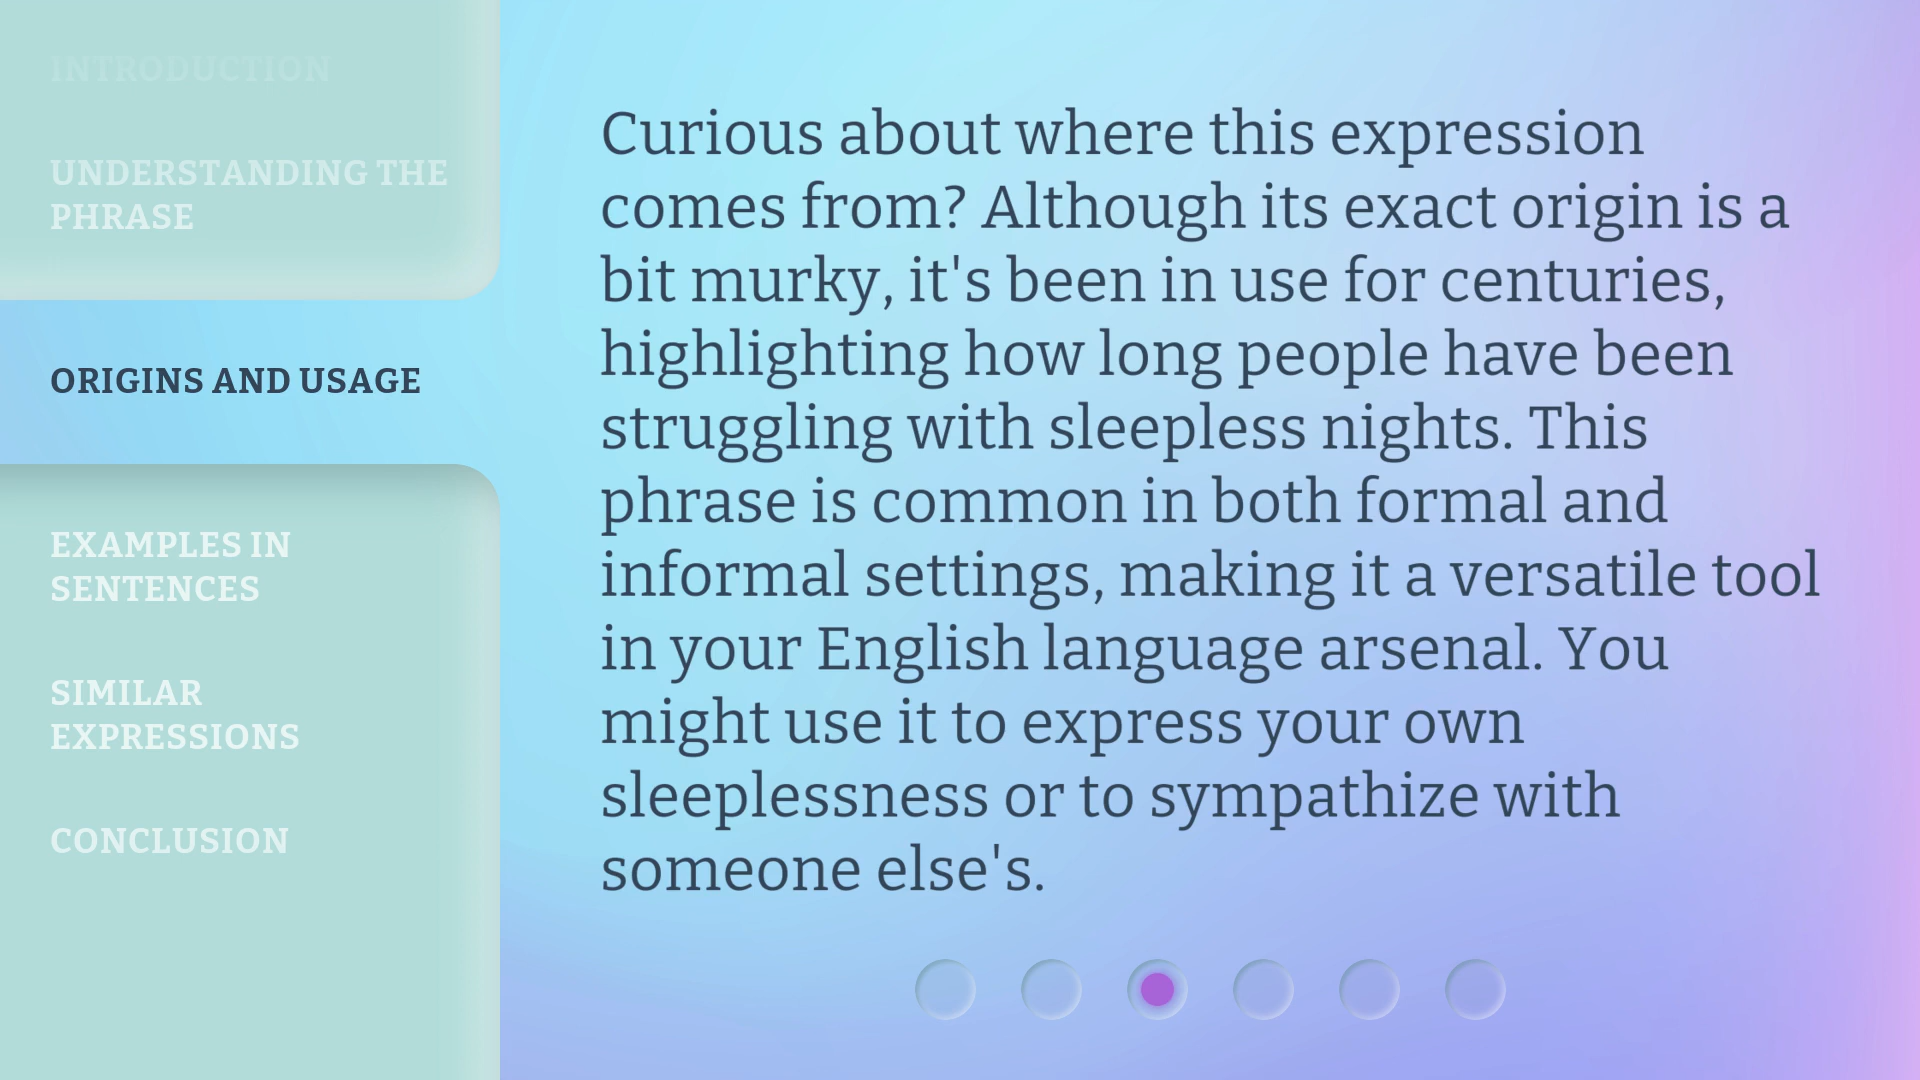 INTRODUCTION
UNDERSTANDING THE
PHRASE
ORIGINS AND USAGE
EXAMPLES IN
SENTENCES
SIMILAR
EXPRESSIONS
CONCLUSION
Curious about where this expression
comes from? Although its exact origin is a
bit murky, it's been in use for centuries,
highlighting how long people have been
struggling with sleepless nights. This
phrase is common in both formal and
informal settings, making it a versatile tool
in your English language arsenal. You
might use it to express your own
sleeplessness or to sympathize with
someone else's.